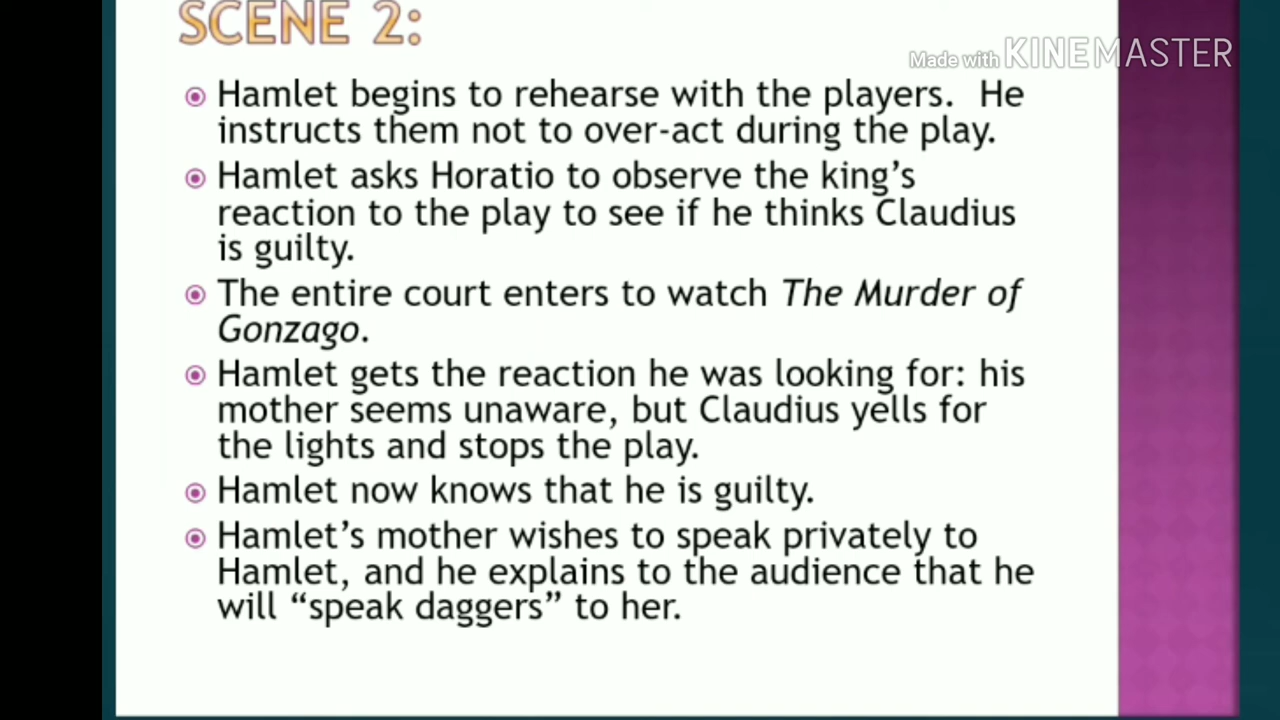 SCENE 2:
Made with KINEMASTER
Hamlet begins to rehearse with the players.  He
instructs them not to over-act during the play.
Hamlet asks Horatio to observe the king’s
reaction to the play to see if he thinks Claudius
is guilty.
The entire court enters to watch The Murder of
Gonzago.
Hamlet gets the reaction he was looking for: his
mother seems unaware, but Claudius yells for
the lights and stops the play.
Hamlet now knows that he is guilty.
Hamlet’s mother wishes to speak privately to
Hamlet, and he explains to the audience that he
will “speak daggers” to her.